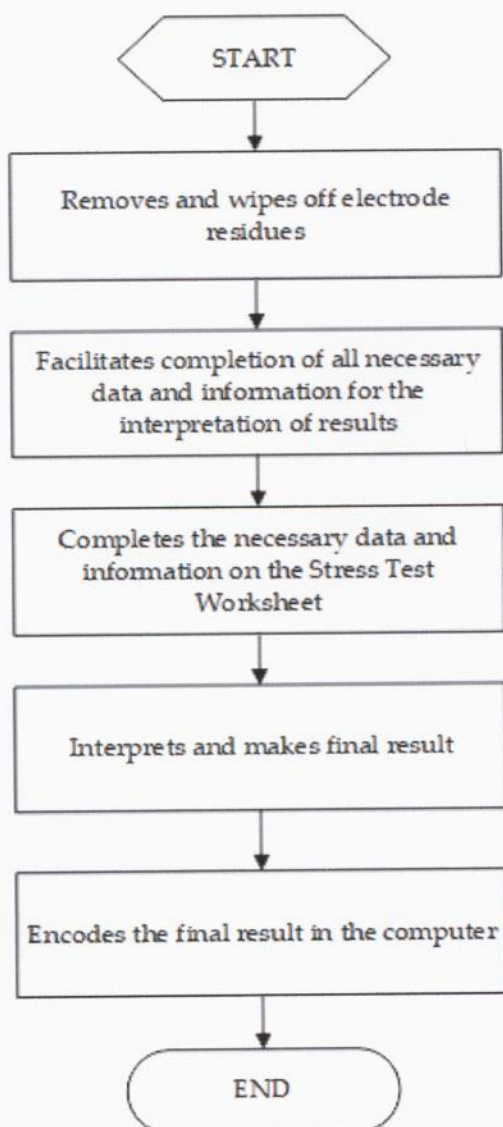 START
Removes and wipes off electrode
residues
Facilitates completion of all necessary
data and information for the
interpretation of results
Completes the necessary data and
information on the Stress Test
Worksheet
Interprets and makes final result
Encodes the final result in the computer
END